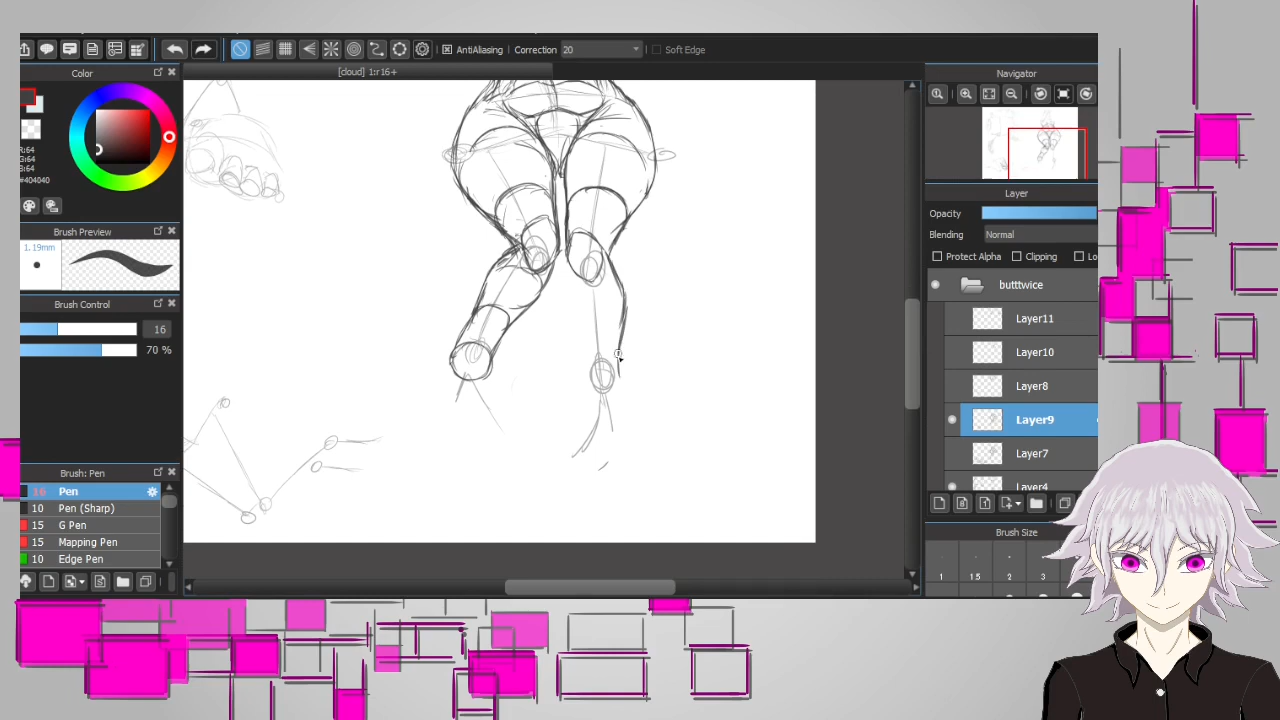 AntiAliasing Correction 20 Soft Edge
Color
[cloud] 1:r16+
Navigator
R:64
G:64
B:64
#404040
Brush Preview
1.19mm
Brush Control
16
70 %
Layer
Opacity
Blending Normal
Protect Alpha Clipping Lo
butttwice
Layer11
Layer10
Layer8
Layer9
Layer7
Layer4
Brush: Pen
16 Pen
10 Pen (Sharp)
15 G Pen
15 Mapping Pen
10 Edge Pen
Brush Size
1 1.5 2 3